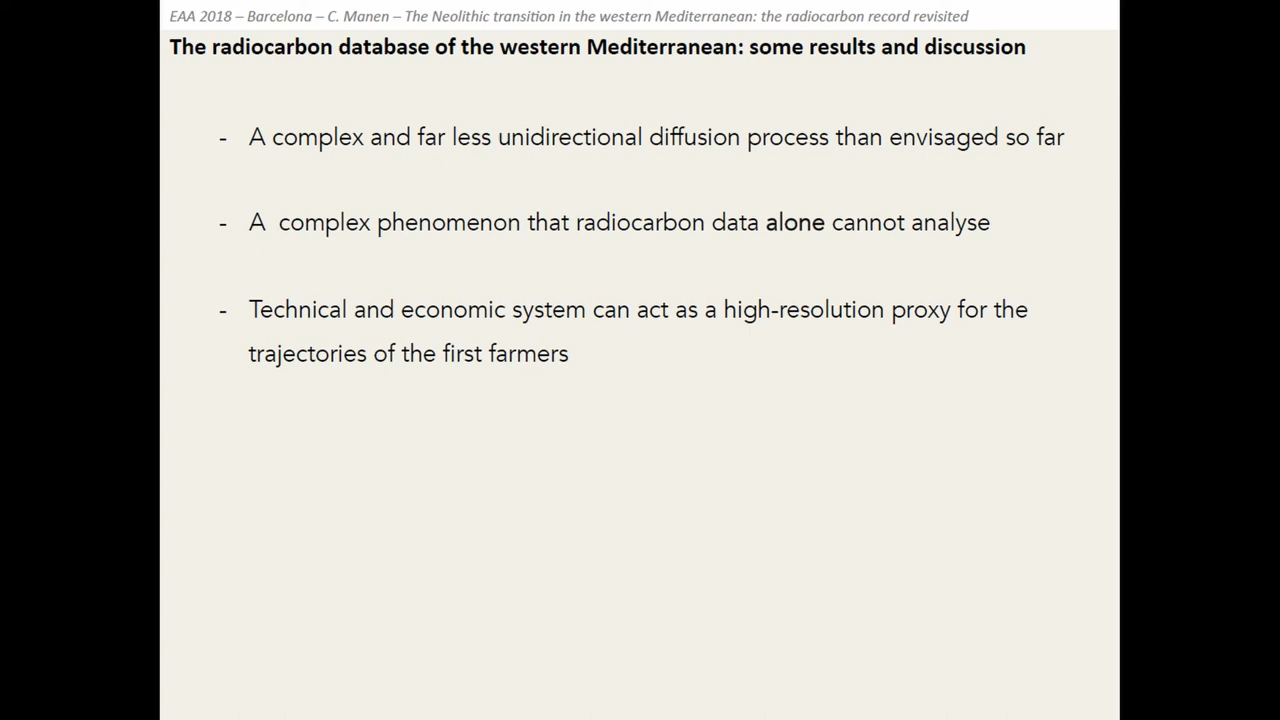 EAA 2018 – Barcelona – C. Manen – The Neolithic transition in the western Mediterranean: the radiocarbon record revisited
The radiocarbon database of the western Mediterranean: some results and discussion
- A complex and far less unidirectional diffusion process than envisaged so far
- A  complex phenomenon that radiocarbon data alone cannot analyse
- Technical and economic system can act as a high-resolution proxy for the
trajectories of the first farmers